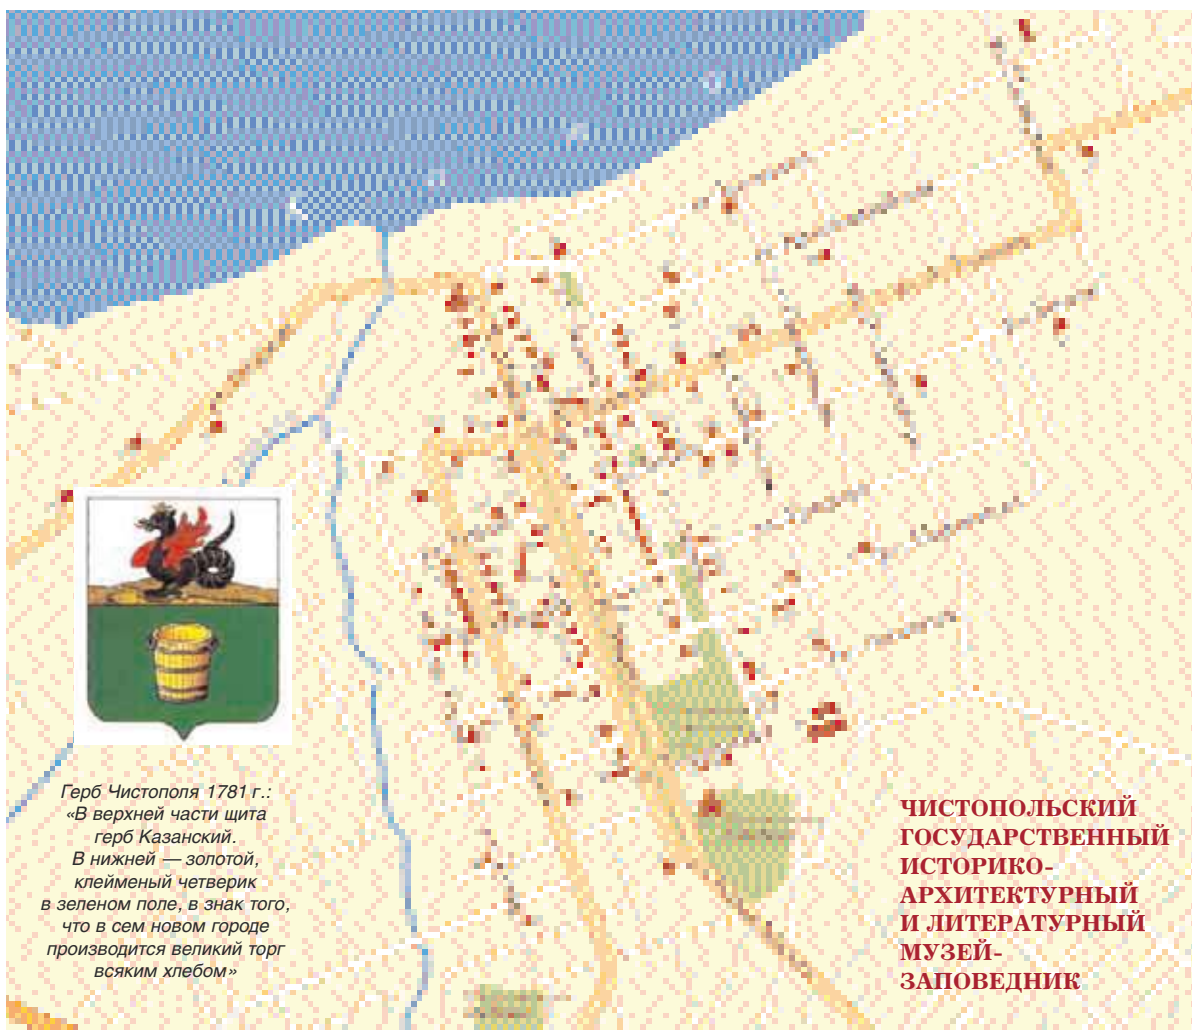 Герб Чистополя 1781 г.:
«В верхней части щита
герб Казанский.
В нижней — золотой,
клейменый четверик
в зеленом поле, в знак того,
что в сем новом городе
производится великий торг
всяким хлебом»
ЧИСТОПОЛЬСКИЙ
ГОСУДАРСТВЕННЫЙ
ИСТОРИКО-
АРХИТЕКТУРНЫЙ
И ЛИТЕРАТУРНЫЙ
МУЗЕЙ-
ЗАПОВЕДНИК